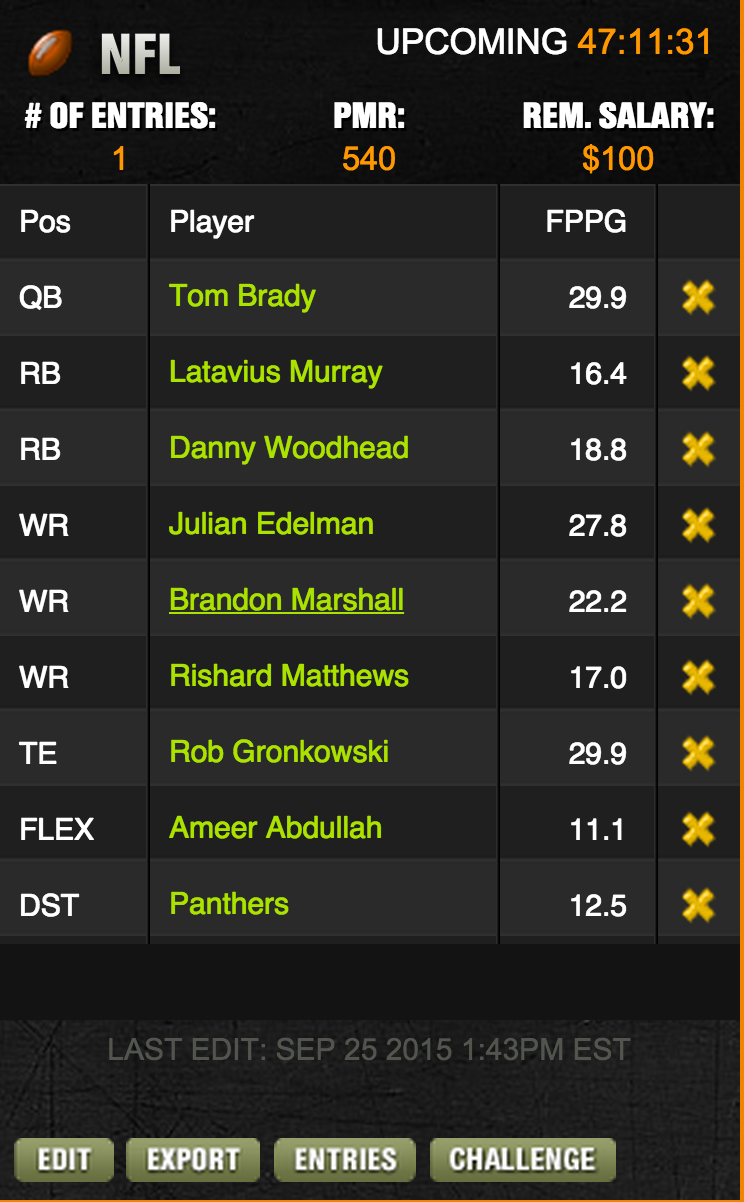 NFL UPCOMING 47:11:31
# OF ENTRIES: PMR: REM. SALARY:
1 540 $100
Pos Player FPPG
QB Tom Brady 29.9
RB Latavius Murray 16.4
RB Danny Woodhead 18.8
WR Julian Edelman 27.8
WR Brandon Marshall 22.2
WR Rishard Matthews 17.0
TE Rob Gronkowski 29.9
FLEX Ameer Abdullah 11.1
DST Panthers 12.5
LAST EDIT: SEP 25 2015 1:43PM EST
EDIT EXPORT ENTRIES CHALLENGE